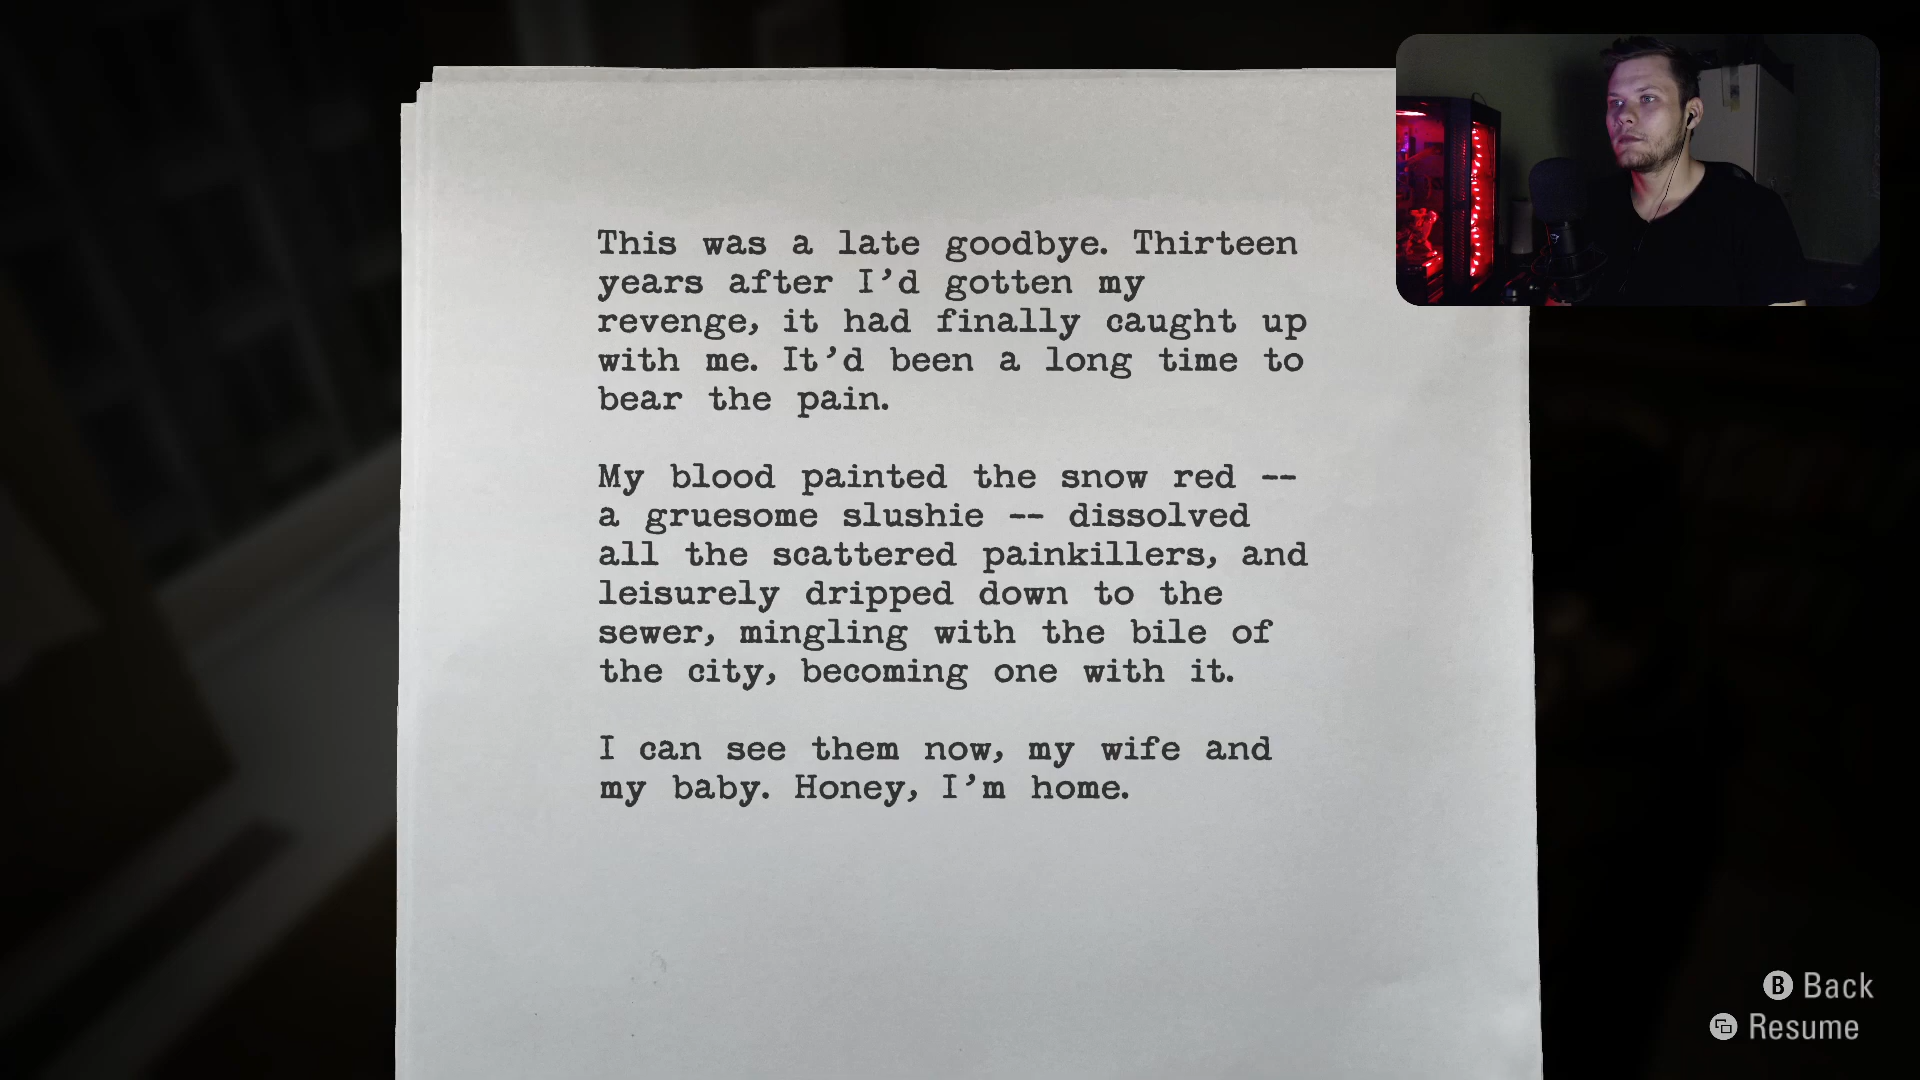 This was a late goodbye. Thirteen
years after I’d gotten my
revenge, it had finally caught up
with me. It’d been a long time to
bear the pain.
My blood painted the snow red --
a gruesome slushie -- dissolved
all the scattered painkillers, and
leisurely dripped down to the
sewer, mingling with the bile of
the city, becoming one with it.
I can see them now, my wife and
my baby. Honey, I’m home.
B Back
Resume